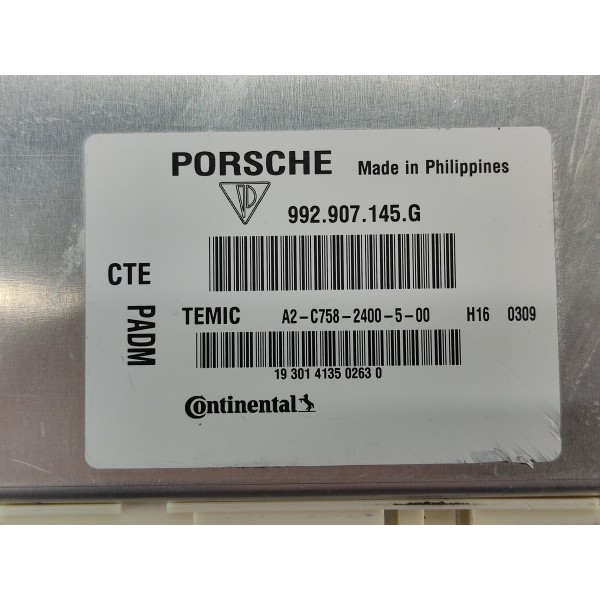 PORSCHE Made in Philippines
992.907.145.G
CTE
PADM
TEMIC A2-C758-2400-5-00 H16 0309
19 301 4135 0263 0
Continental